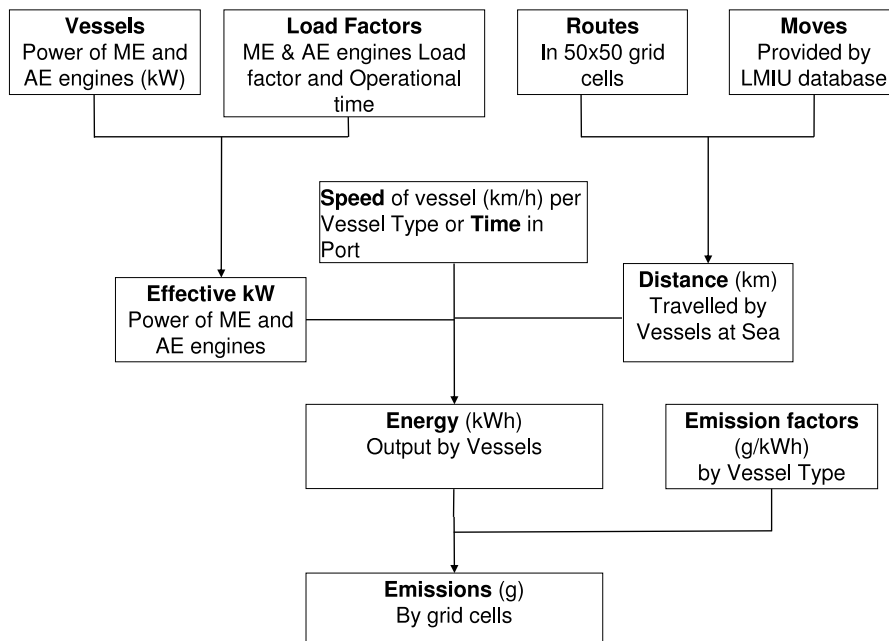 Vessels
Power of ME and
AE engines (kW)
Load Factors
ME & AE engines Load
factor and Operational
time
Routes
In 50x50 grid
cells
Moves
Provided by
LMIU database
Speed of vessel (km/h) per
Vessel Type or Time in
Port
Effective kW
Power of ME and
AE engines
Distance (km)
Travelled by
Vessels at Sea
Energy (kWh)
Output by Vessels
Emission factors
(g/kWh)
by Vessel Type
Emissions (g)
By grid cells